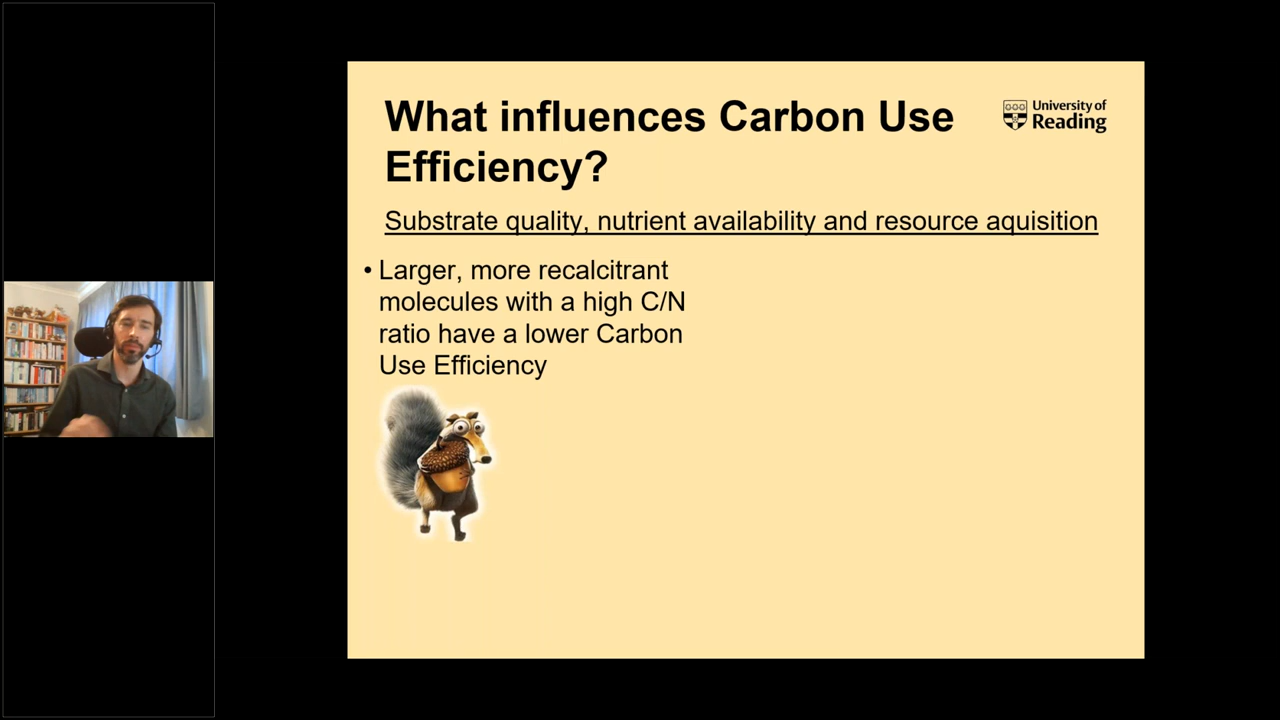 What influences Carbon Use
Efficiency?
University of
Reading
Substrate quality, nutrient availability and resource aquisition
• Larger, more recalcitrant
molecules with a high C/N
ratio have a lower Carbon
Use Efficiency